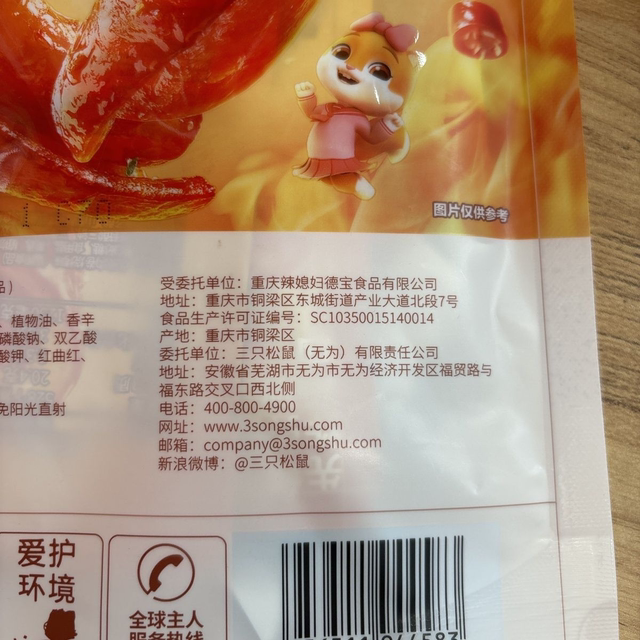 图片仅供参考
品）
、植物油、香辛
磷酸钠、双乙酸
酸钾、红曲红、
免阳光直射
受委托单位：重庆辣媳妇德宝食品有限公司
地址：重庆市铜梁区东城街道产业大道北段7号
食品生产许可证编号：SC10350015140014
产地：重庆市铜梁区
委托单位：三只松鼠（无为）有限责任公司
地址：安徽省芜湖市无为市无为经济开发区福贸路与
福东路交叉口西北侧
电话：400-800-4900
网址：www.3songshu.com
邮箱：company@3songshu.com
新浪微博：@三只松鼠
爱护
环境
全球主人
服务热线